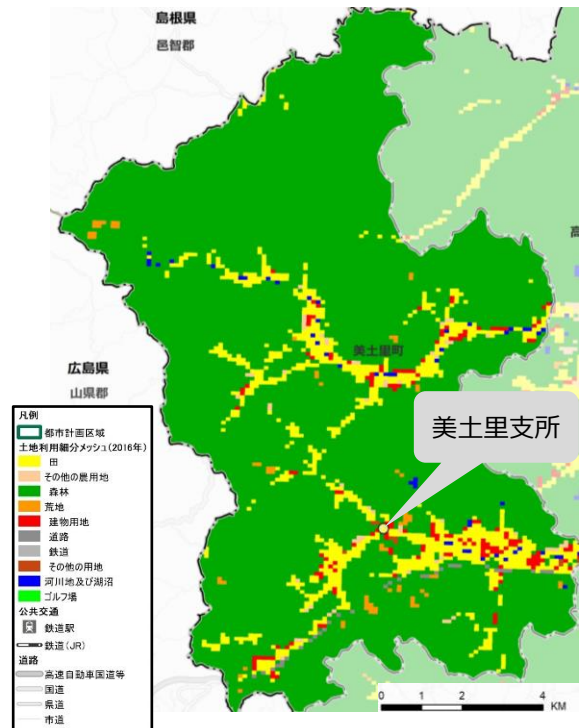 島根県
邑智郡
高
美土里町
広島県
山県郡
美土里支所
凡例
都市計画区域
土地利用細分メッシュ(2016年)
田
その他の農用地
森林
荒地
建物用地
道路
鉄道
その他の用地
河川地及び湖沼
ゴルフ場
公共交通
鉄道駅
鉄道(JR)
道路
高速自動車国道等
国道
県道
市道
0 1 2 4
KM